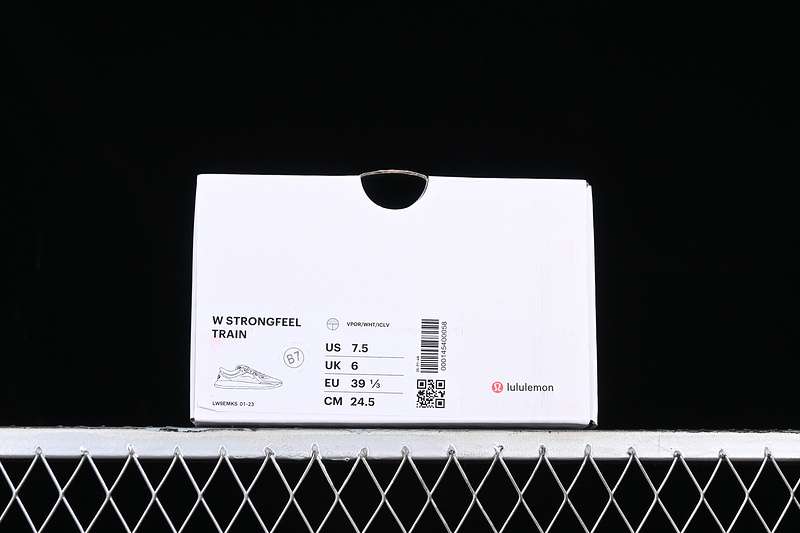 W STRONGFEEL
TRAIN
VPOR/WHT/ICLV
US 7.5
UK 6
EU 39 ⅓
CM 24.5
B7
LW9EMKS 01-23
000145400058
lululemon